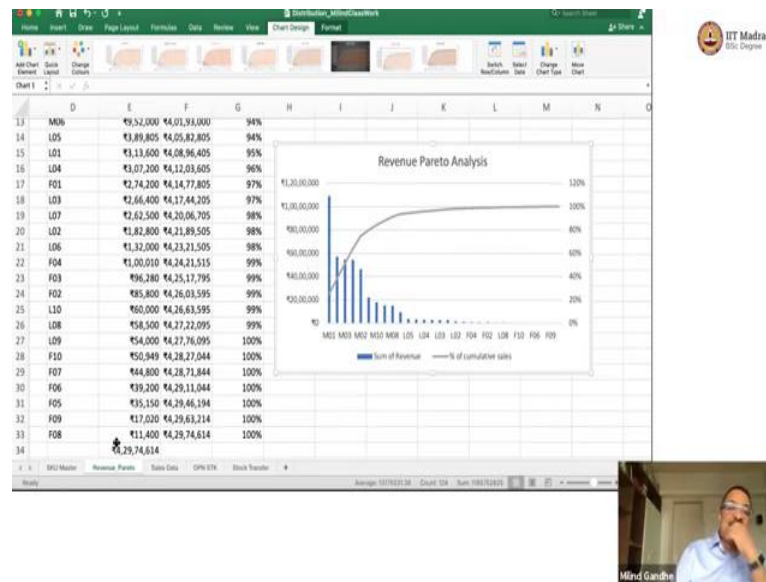 Distribution_MilindClassWork
Home Insert Draw Page Layout Formulas Data Review View Chart Design Format Share
Add Chart Element Quick Layout Change Colours Switch Row/Column Select Data Change Chart Type Move Chart
IIT Madra
BSc Degree
Chart 1
D E F G H I J K L M N O
13 M06 ₹9,52,000 ₹4,01,93,000 94%
14 L05 ₹3,89,805 ₹4,05,82,805 94%
15 L01 ₹3,13,600 ₹4,08,96,405 95%
16 L04 ₹3,07,200 ₹4,12,03,605 96%
17 F01 ₹2,74,200 ₹4,14,77,805 97%
18 L03 ₹2,66,400 ₹4,17,44,205 97%
19 L07 ₹2,62,500 ₹4,20,06,705 98%
20 L02 ₹1,82,800 ₹4,21,89,505 98%
21 L06 ₹1,32,000 ₹4,23,21,505 98%
22 F04 ₹1,00,010 ₹4,24,21,515 99%
23 F03 ₹96,280 ₹4,25,17,795 99%
24 F02 ₹85,800 ₹4,26,03,595 99%
25 L10 ₹60,000 ₹4,26,63,595 99%
26 L08 ₹58,500 ₹4,27,22,095 99%
27 L09 ₹54,000 ₹4,27,76,095 100%
28 F10 ₹50,949 ₹4,28,27,044 100%
29 F07 ₹44,800 ₹4,28,71,844 100%
30 F06 ₹39,200 ₹4,29,11,044 100%
31 F05 ₹35,150 ₹4,29,46,194 100%
32 F09 ₹17,020 ₹4,29,63,214 100%
33 F08 ₹11,400 ₹4,29,74,614 100%
34 ₹4,29,74,614
Revenue Pareto Analysis
₹1,20,00,000 120%
₹1,00,00,000 100%
₹80,00,000 80%
₹60,00,000 60%
₹40,00,000 40%
₹20,00,000 20%
₹0 0%
M01 M03 M02 M10 M08 L05 L04 L03 L02 F04 F02 L08 F10 F06 F09
Sum of Revenue % of cumulative sales
SKU Master Revenue Pareto Sales Data OPN STK Stock Transfer
Ready Count: 124
Milind Gandhe